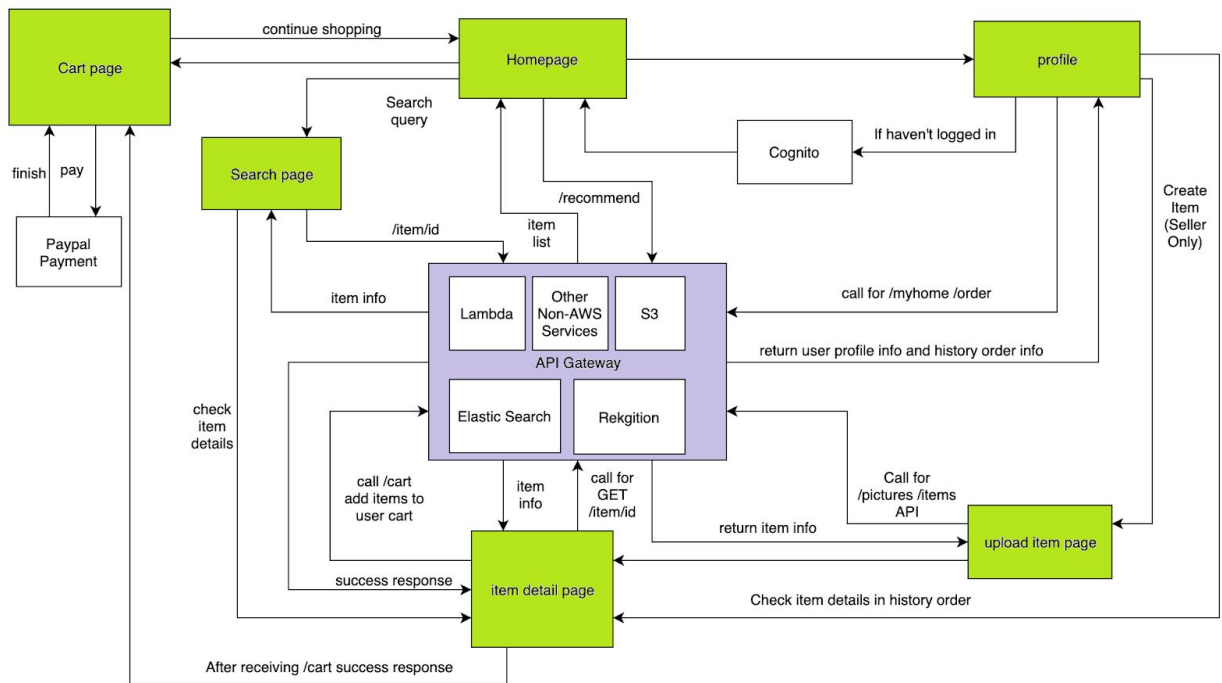 continue shopping
Cart page
Homepage
profile
Search
query
If haven't logged in
Cognito
finish
pay
Search page
/recommend
Create
Item
(Seller
Only)
Paypal
Payment
/item/id
item
list
item info
call for /myhome /order
Lambda
Other
Non-AWS
Services
S3
API Gateway
return user profile info and history order info
Elastic Search
Rekgition
check
item
details
call /cart
add items to
user cart
item
info
call for
GET
/item/id
Call for
/pictures /items
API
return item info
upload item page
success response
item detail page
Check item details in history order
After receiving /cart success response